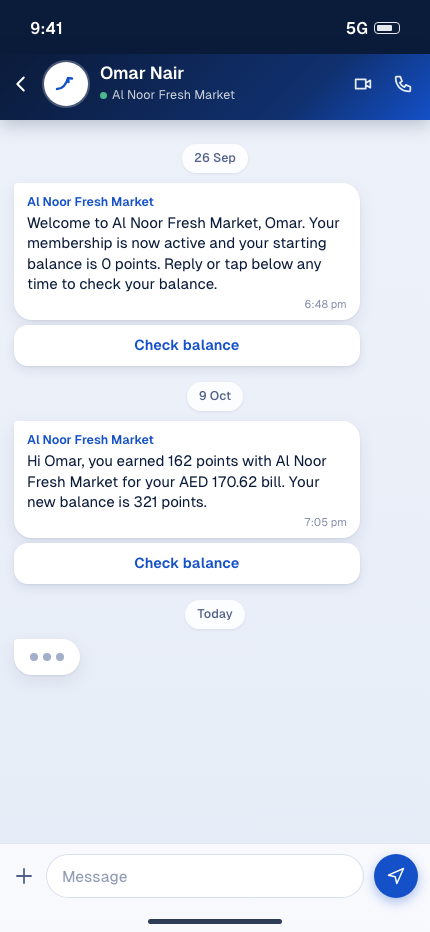 9:41
5G
Omar Nair
Al Noor Fresh Market
26 Sep
Al Noor Fresh Market
Welcome to Al Noor Fresh Market, Omar. Your
membership is now active and your starting
balance is 0 points. Reply or tap below any
time to check your balance.
6:48 pm
Check balance
9 Oct
Al Noor Fresh Market
Hi Omar, you earned 162 points with Al Noor
Fresh Market for your AED 170.62 bill. Your
new balance is 321 points.
7:05 pm
Check balance
Today
Message